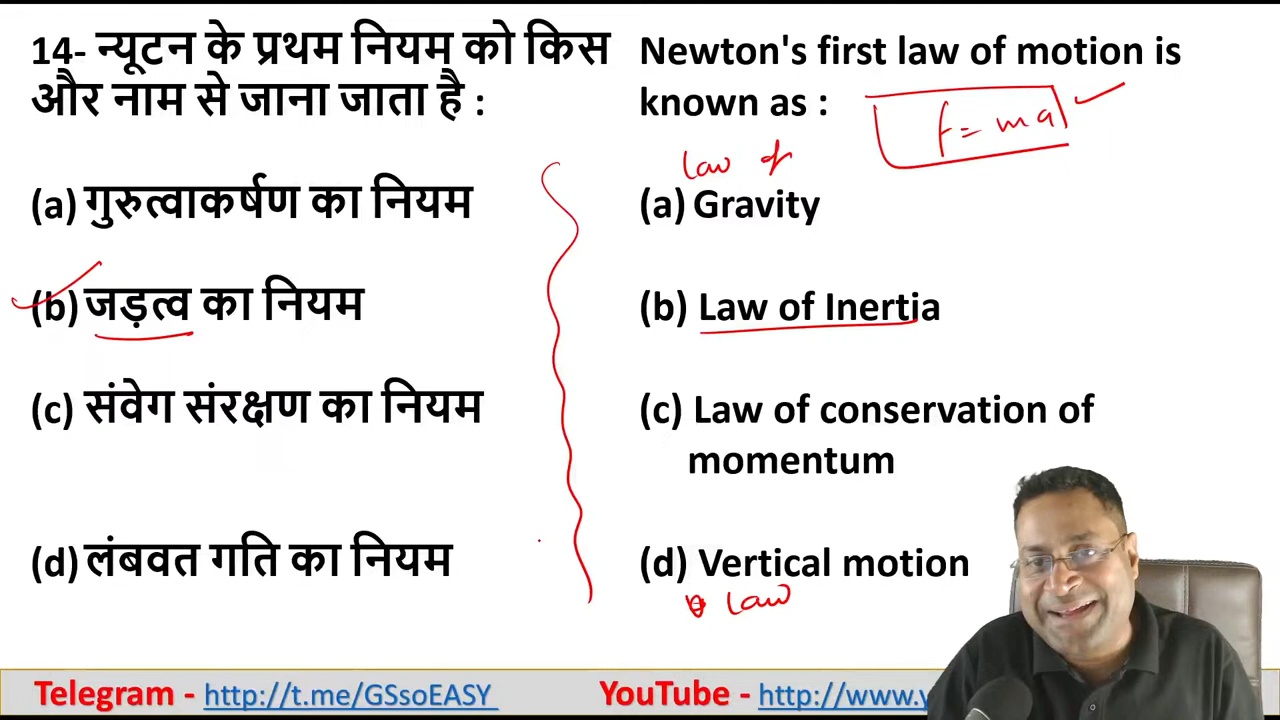 14- न्यूटन के प्रथम नियम को किस
और नाम से जाना जाता है :
(a) गुरुत्वाकर्षण का नियम
(b) जड़त्व का नियम
(c) संवेग संरक्षण का नियम
(d) लंबवत गति का नियम
Newton's first law of motion is
known as :
f = ma
law of
(a) Gravity
(b) Law of Inertia
(c) Law of conservation of
momentum
(d) Vertical motion
law
Telegram - http://t.me/GSsoEASY
YouTube - http://www.y